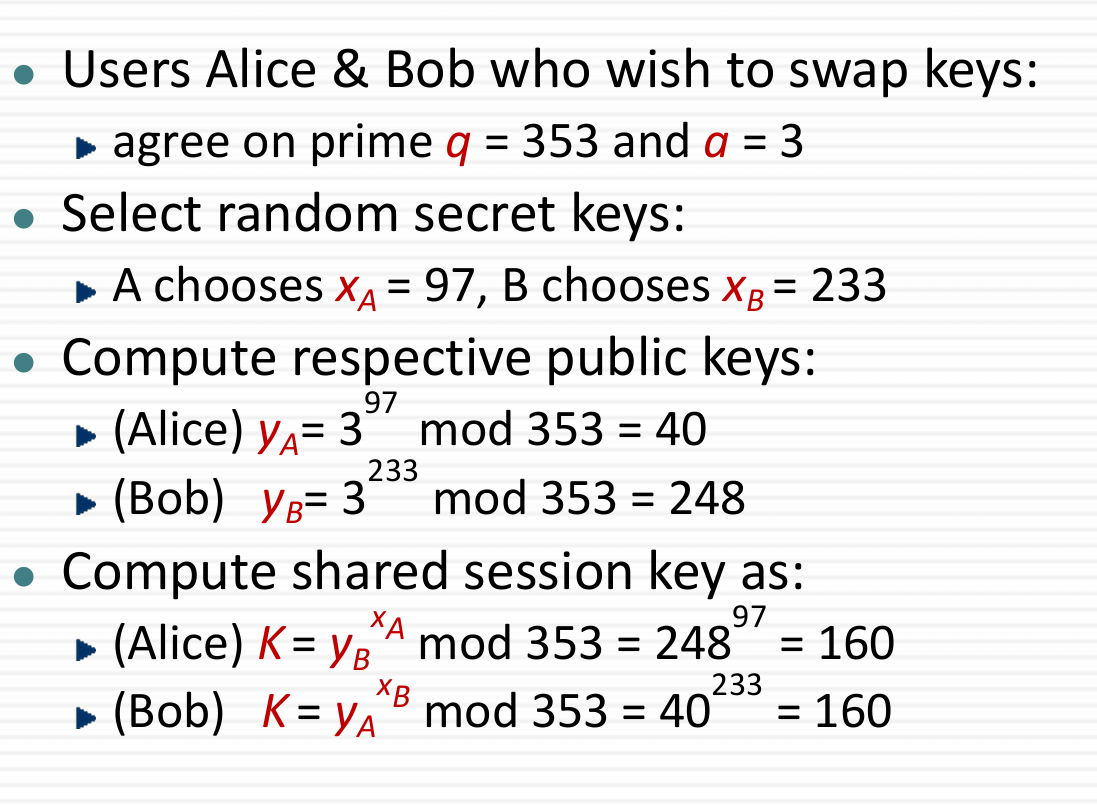 Users Alice & Bob who wish to swap keys:
agree on prime q = 353 and a = 3
Select random secret keys:
A chooses x_A = 97, B chooses x_B = 233
Compute respective public keys:
(Alice) y_A = 3^97 mod 353 = 40
(Bob) y_B = 3^233 mod 353 = 248
Compute shared session key as:
(Alice) K = y_B^x_A mod 353 = 248^97 = 160
(Bob) K = y_A^x_B mod 353 = 40^233 = 160